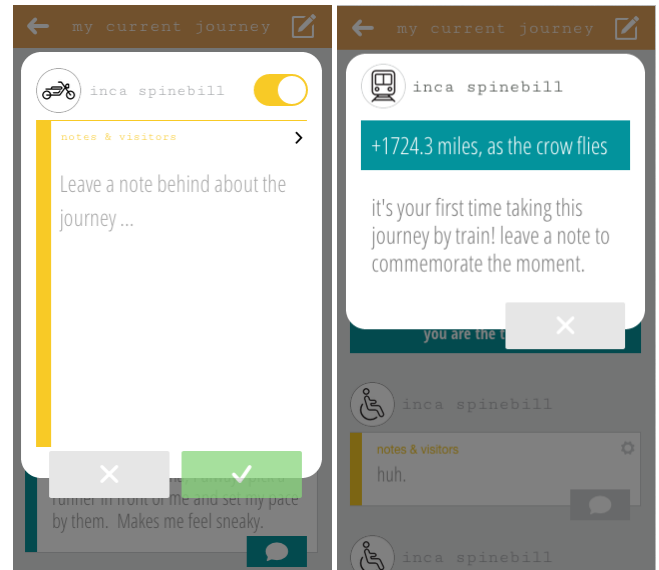 my current journey
inca spinebill
notes & visitors
Leave a note behind about the
journey ...
runner in front of me and set my pace
by them. Makes me feel sneaky.
my current journey
inca spinebill
+1724.3 miles, as the crow flies
it's your first time taking this
journey by train! leave a note to
commemorate the moment.
you are the
inca spinebill
notes & visitors
huh.
inca spinebill